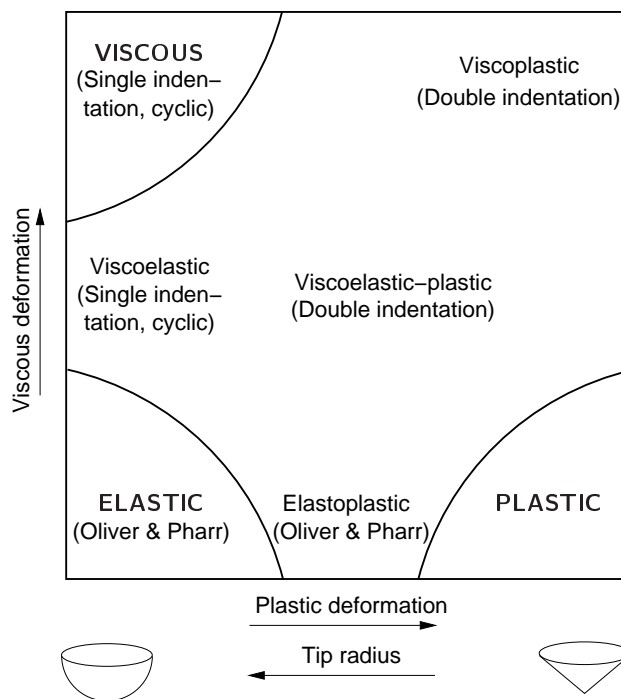 VISCOUS
(Single inden−
tation, cyclic)
Viscoplastic
(Double indentation)
Viscous deformation
Viscoelastic
(Single inden−
tation, cyclic)
Viscoelastic−plastic
(Double indentation)
ELASTIC
(Oliver & Pharr)
Elastoplastic
(Oliver & Pharr)
PLASTIC
Plastic deformation
Tip radius